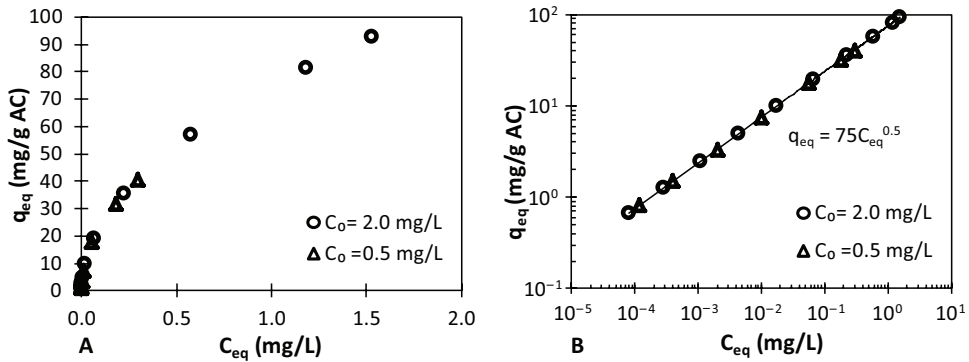 100
90
80
70
60
50
40
30
20
10
0
0.0
0.5
1.0
1.5
2.0
q_eq (mg/g AC)
C_eq (mg/L)
C₀= 2.0 mg/L
C₀ =0.5 mg/L
A
10²
10¹
10⁰
10⁻¹
10⁻⁵
10⁻⁴
10⁻³
10⁻²
10⁻¹
10⁰
10¹
q_eq (mg/g AC)
C_eq (mg/L)
q_eq = 75C_eq^0.5
C₀= 2.0 mg/L
C₀ =0.5 mg/L
B